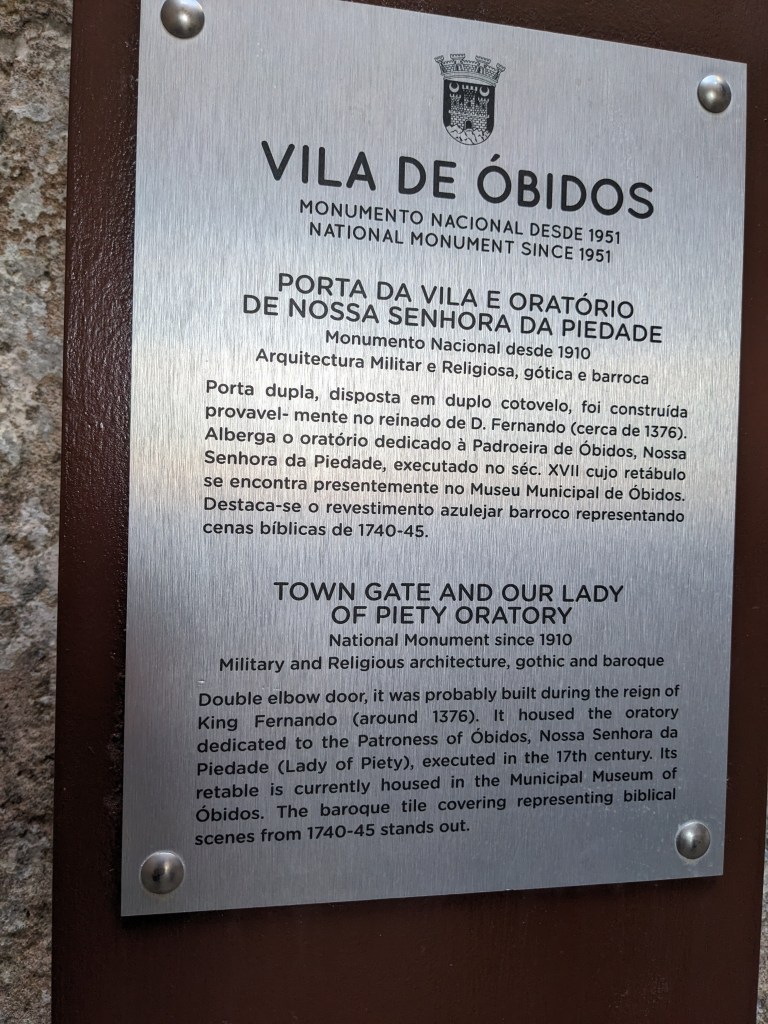 VILA DE ÓBIDOS
MONUMENTO NACIONAL DESDE 1951
NATIONAL MONUMENT SINCE 1951
PORTA DA VILA E ORATÓRIO
DE NOSSA SENHORA DA PIEDADE
Monumento Nacional desde 1910
Arquitectura Militar e Religiosa, gótica e barroca
Porta dupla, disposta em duplo cotovelo, foi construída
provavel- mente no reinado de D. Fernando (cerca de 1376).
Alberga o oratório dedicado à Padroeira de Óbidos, Nossa
Senhora da Piedade, executado no séc. XVII cujo retábulo
se encontra presentemente no Museu Municipal de Óbidos.
Destaca-se o revestimento azulejar barroco representando
cenas bíblicas de 1740-45.
TOWN GATE AND OUR LADY
OF PIETY ORATORY
National Monument since 1910
Military and Religious architecture, gothic and baroque
Double elbow door, it was probably built during the reign of
King Fernando (around 1376). It housed the oratory
dedicated to the Patroness of Óbidos, Nossa Senhora da
Piedade (Lady of Piety), executed in the 17th century. Its
retable is currently housed in the Municipal Museum of
Óbidos. The baroque tile covering representing biblical
scenes from 1740-45 stands out.